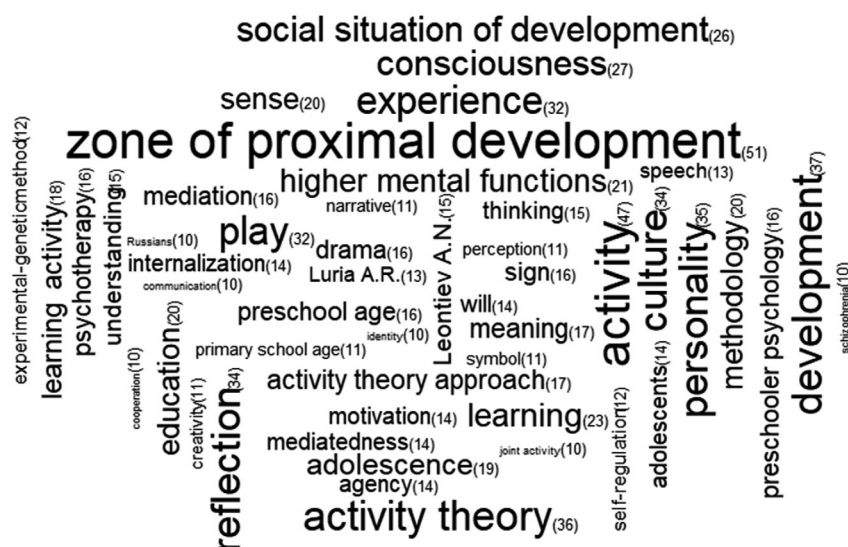 social situation of development(26)
consciousness(27)
sense(20)
experience(32)
zone of proximal development(51)
higher mental functions(21)
speech(13)
mediation(16)
narrative(11)
thinking(15)
play(32)
Russians(10)
drama(16)
perception(11)
internalization(14)
Luria A.R.(13)
sign(16)
communication(10)
preschool age(16)
will(14)
identity(10)
meaning(17)
primary school age(11)
symbol(11)
activity theory approach(17)
motivation(14)
learning(23)
mediatedness(14)
joint activity(10)
adolescence(19)
agency(14)
activity theory(36)
experimental-geneticmethod(12)
learning activity(18)
psychotherapy(16)
understanding(15)
cooperation(10)
education(20)
creativity(11)
reflection(34)
Leontiev A.N.(15)
activity(47)
self-regulation(12)
culture(34)
adolescents(14)
personality(35)
methodology(20)
preschooler psychology(16)
development(37)
schizophrenia(10)